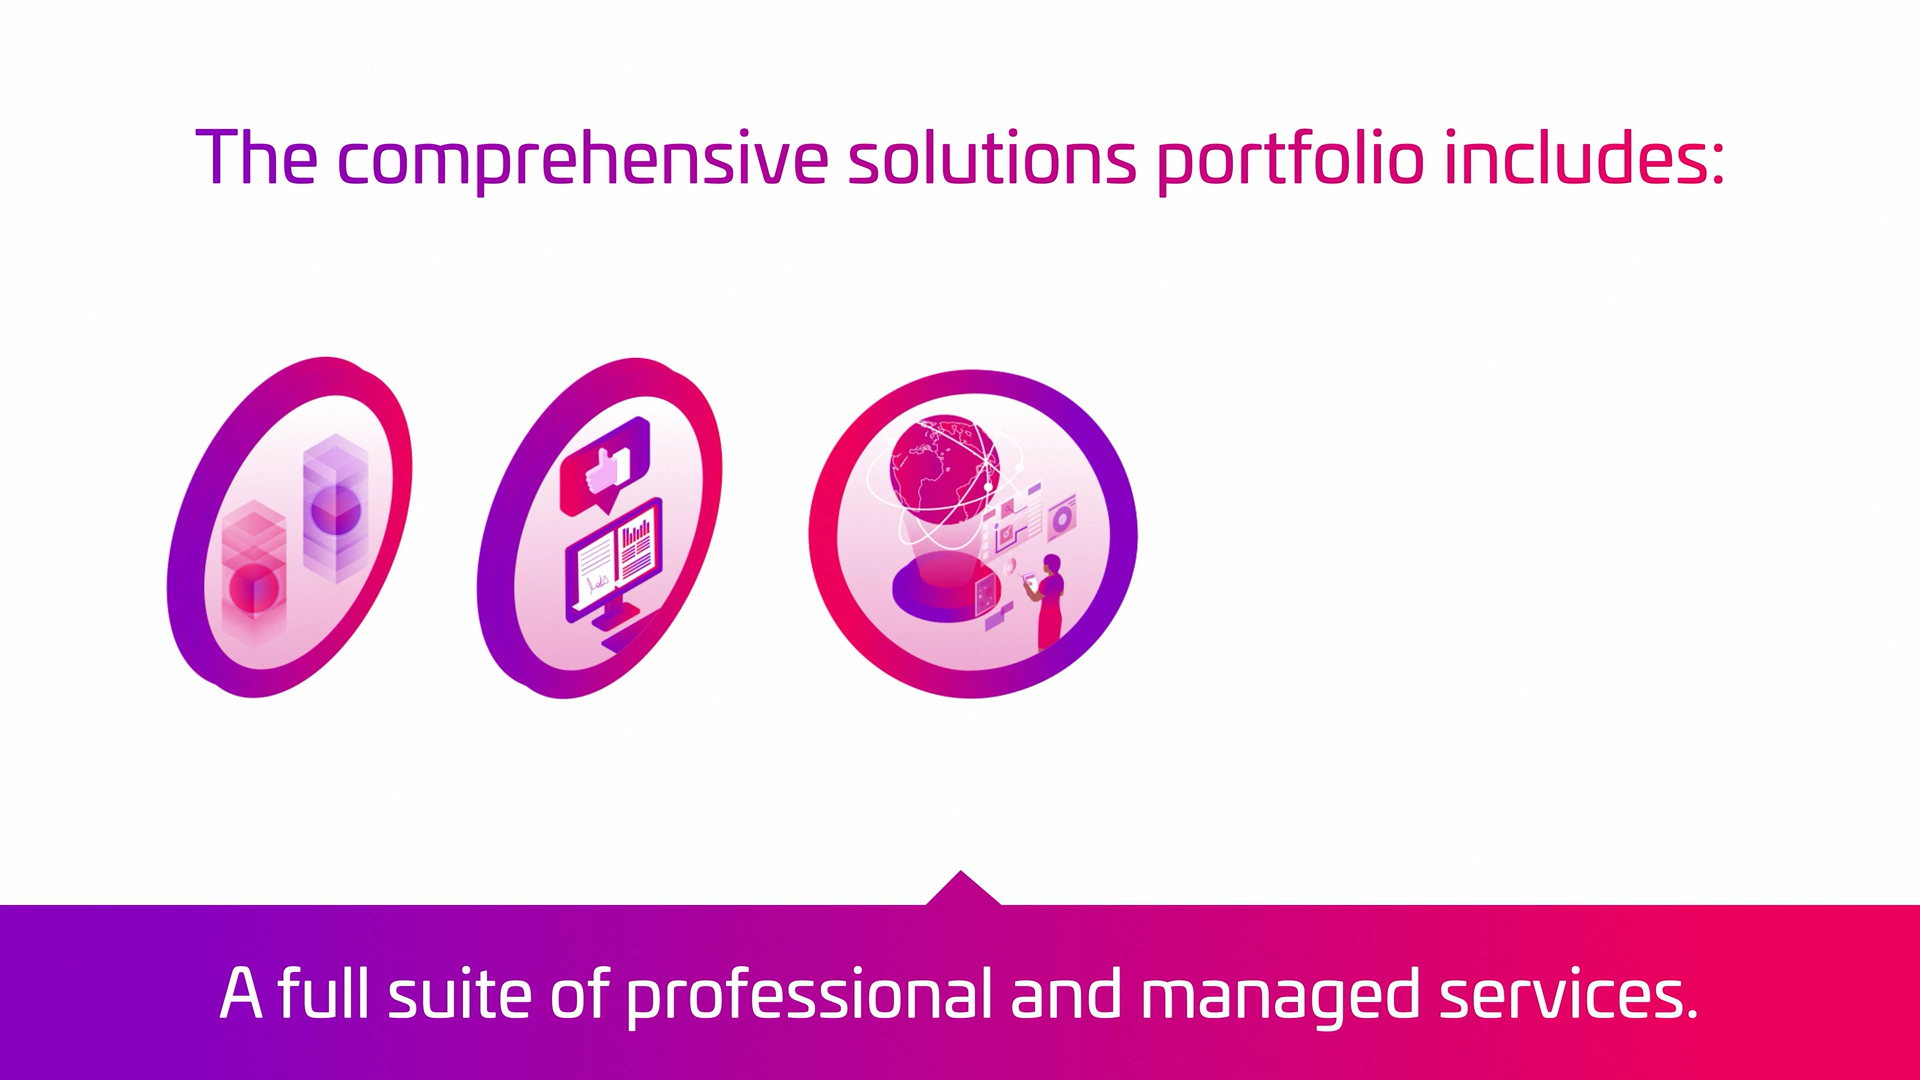 The comprehensive solutions portfolio includes:
A full suite of professional and managed services.